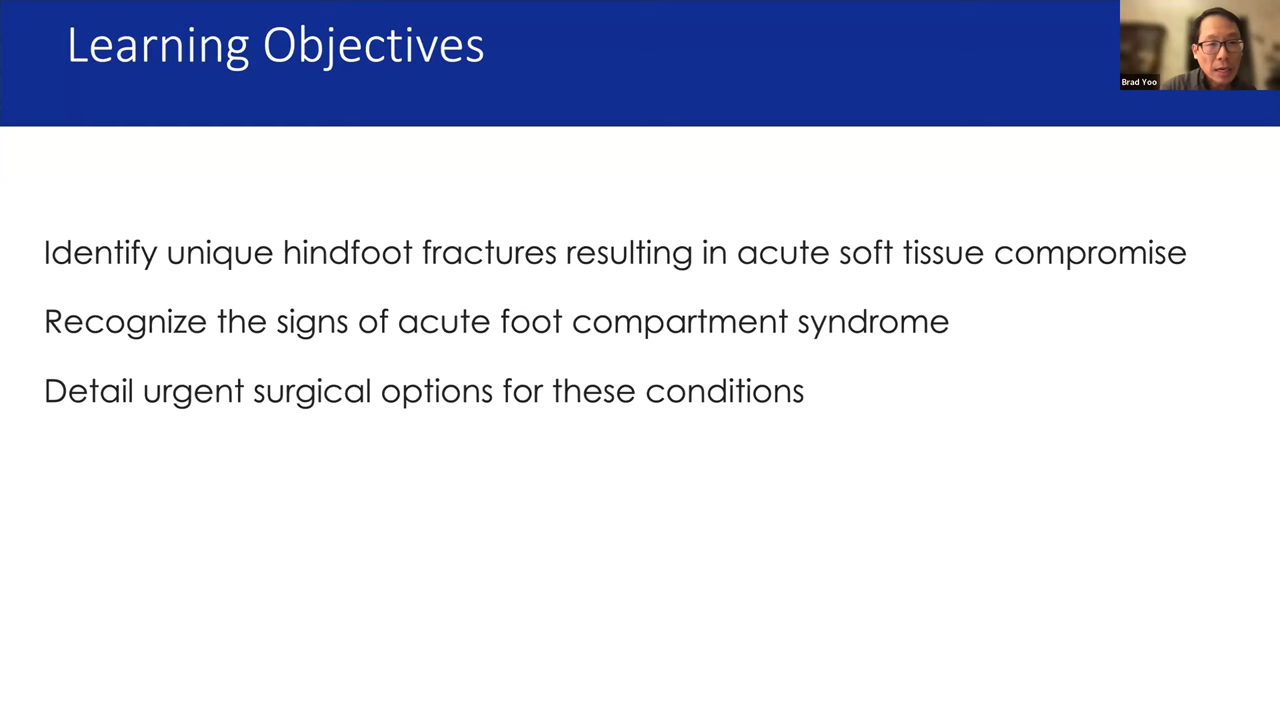 Learning Objectives
Brad Yoo
Identify unique hindfoot fractures resulting in acute soft tissue compromise
Recognize the signs of acute foot compartment syndrome
Detail urgent surgical options for these conditions